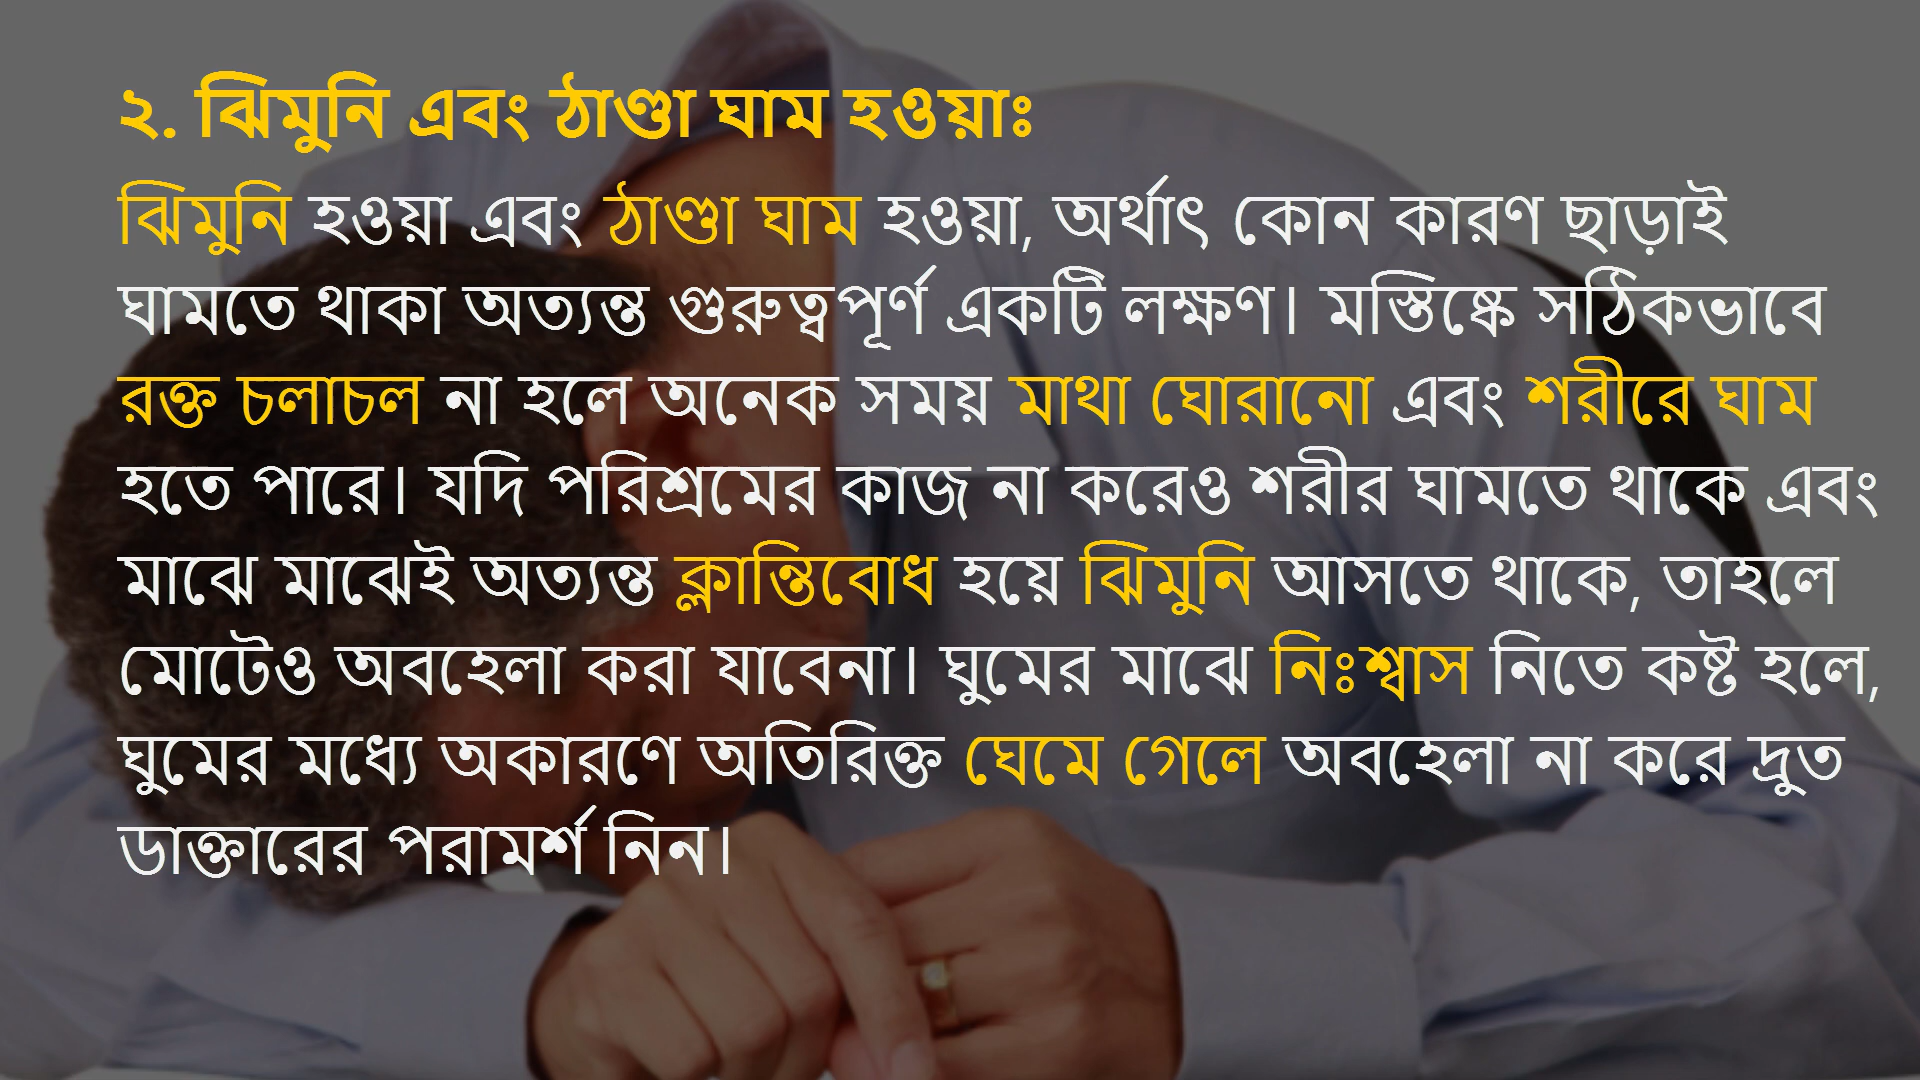 ২. ঝিমুনি এবং ঠাণ্ডা ঘাম হওয়াঃ
ঝিমুনি হওয়া এবং ঠাণ্ডা ঘাম হওয়া, অর্থাৎ কোন কারণ ছাড়াই
ঘামতে থাকা অত্যন্ত গুরুত্বপূর্ণ একটি লক্ষণ। মস্তিষ্কে সঠিকভাবে
রক্ত চলাচল না হলে অনেক সময় মাথা ঘোরানো এবং শরীরে ঘাম
হতে পারে। যদি পরিশ্রমের কাজ না করেও শরীর ঘামতে থাকে এবং
মাঝে মাঝেই অত্যন্ত ক্লান্তিবোধ হয়ে ঝিমুনি আসতে থাকে, তাহলে
মোটেও অবহেলা করা যাবেনা। ঘুমের মাঝে নিঃশ্বাস নিতে কষ্ট হলে,
ঘুমের মধ্যে অকারণে অতিরিক্ত ঘেমে গেলে অবহেলা না করে দ্রুত
ডাক্তারের পরামর্শ নিন।